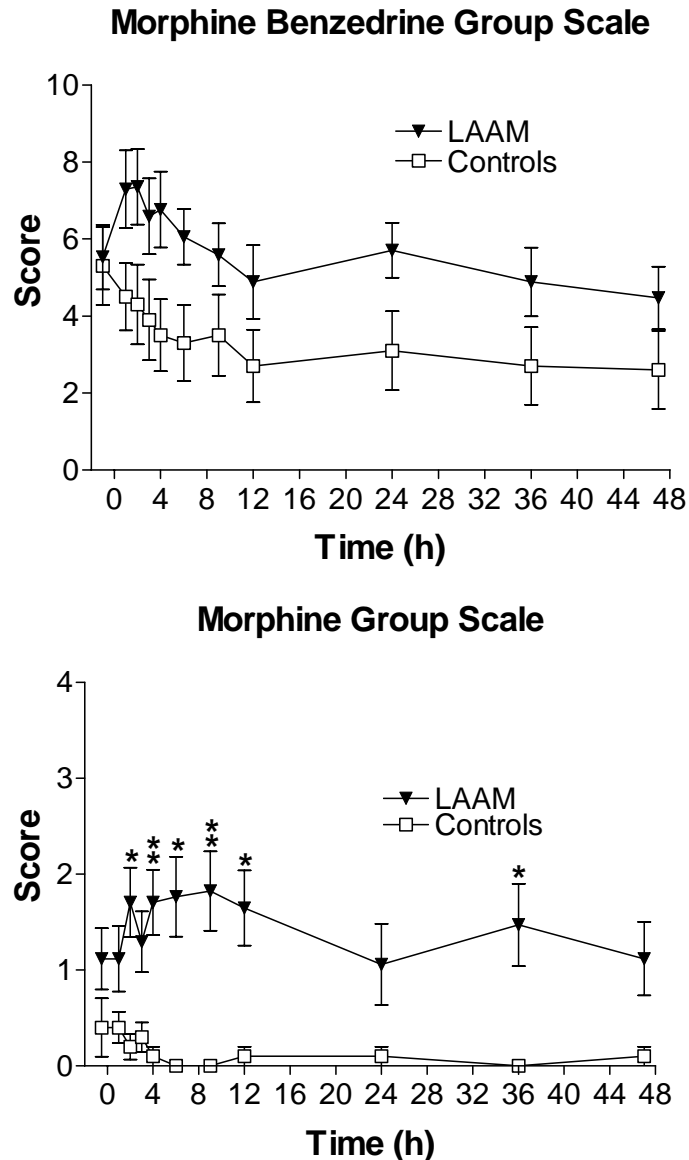 Morphine Benzedrine Group Scale
10
LAAM
Controls
8
6
4
2
0
Score
0 4 8 12 16 20 24 28 32 36 40 44 48
Time (h)
Morphine Group Scale
4
3
LAAM
Controls
* ** * ** * *
2
1
0
Score
0 4 8 12 16 20 24 28 32 36 40 44 48
Time (h)